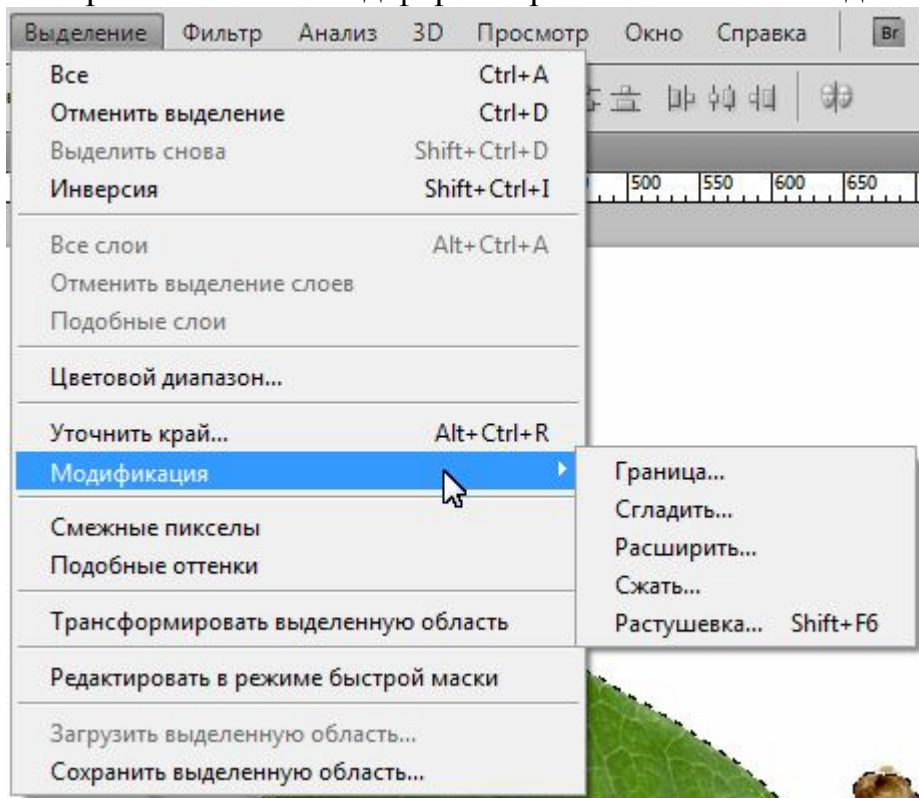 Выделение Фильтр Анализ 3D Просмотр Окно Справка Br
Все Ctrl+A
Отменить выделение Ctrl+D
Выделить снова Shift+Ctrl+D
Инверсия Shift+Ctrl+I
500 550 600 650
Все слои Alt+Ctrl+A
Отменить выделение слоев
Подобные слои
Цветовой диапазон...
Уточнить край... Alt+Ctrl+R
Модификация
Граница...
Сгладить...
Расширить...
Сжать...
Растушевка... Shift+F6
Смежные пикселы
Подобные оттенки
Трансформировать выделенную область
Редактировать в режиме быстрой маски
Загрузить выделенную область...
Сохранить выделенную область...